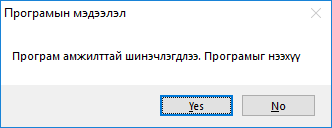 Програмын мэдээлэл
Програм амжилттай шинэчлэгдлээ. Програмыг нээхүү
Yes
No